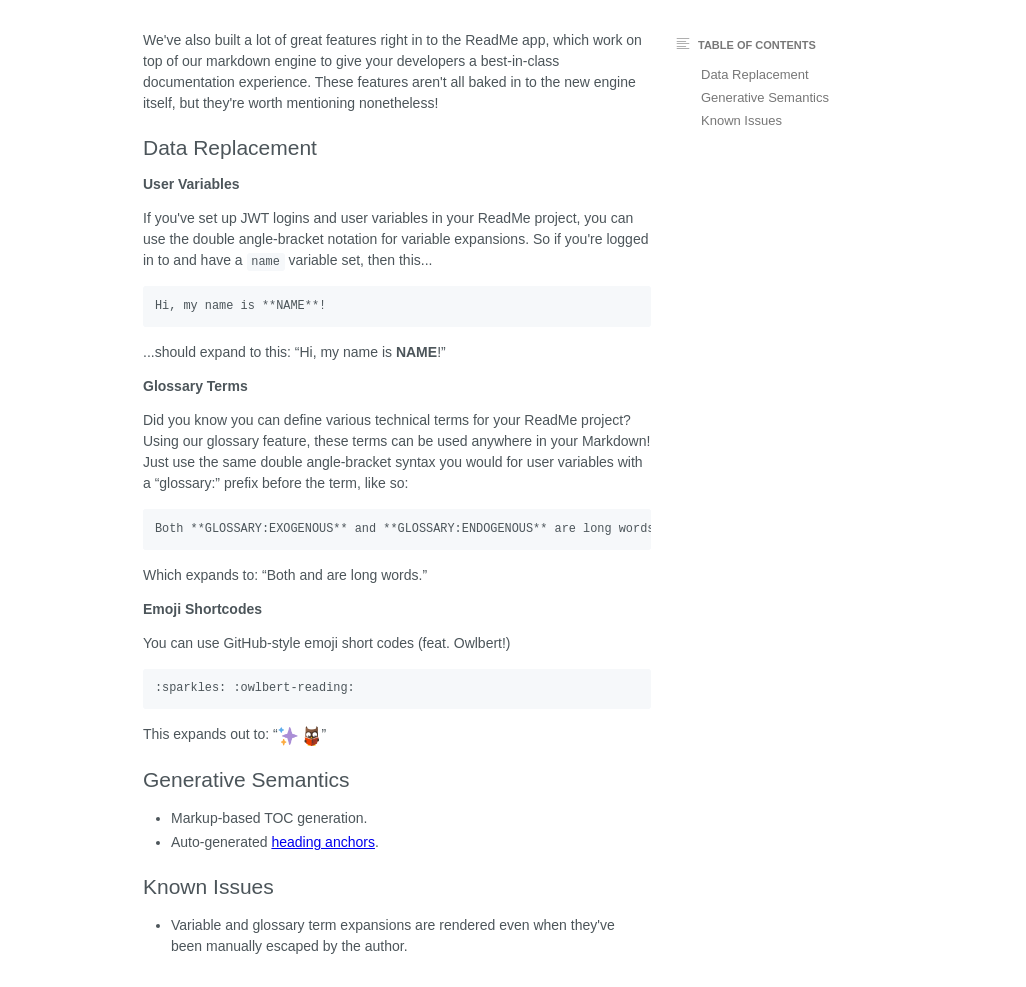 We've also built a lot of great features right in to the ReadMe app, which work on
top of our markdown engine to give your developers a best-in-class
documentation experience. These features aren't all baked in to the new engine
itself, but they're worth mentioning nonetheless!
TABLE OF CONTENTS
Data Replacement
Generative Semantics
Known Issues
Data Replacement
User Variables
If you've set up JWT logins and user variables in your ReadMe project, you can
use the double angle-bracket notation for variable expansions. So if you're logged
in to and have a name variable set, then this...
Hi, my name is **NAME**!
...should expand to this: “Hi, my name is NAME!”
Glossary Terms
Did you know you can define various technical terms for your ReadMe project?
Using our glossary feature, these terms can be used anywhere in your Markdown!
Just use the same double angle-bracket syntax you would for user variables with
a “glossary:” prefix before the term, like so:
Both **GLOSSARY:EXOGENOUS** and **GLOSSARY:ENDOGENOUS** are long words
Which expands to: “Both and are long words.”
Emoji Shortcodes
You can use GitHub-style emoji short codes (feat. Owlbert!)
:sparkles: :owlbert-reading:
This expands out to: “✨ ”
Generative Semantics
• Markup-based TOC generation.
• Auto-generated heading anchors.
Known Issues
• Variable and glossary term expansions are rendered even when they've
been manually escaped by the author.